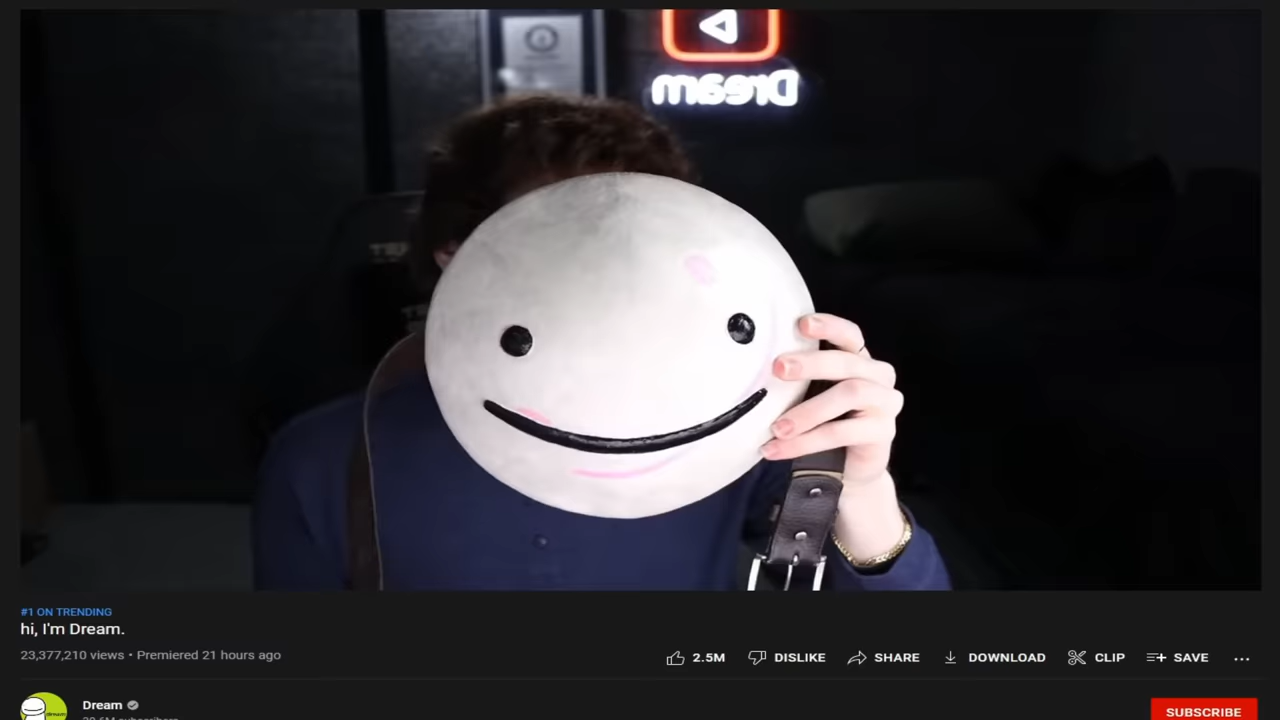 Dream
#1 ON TRENDING
hi, I'm Dream.
23,377,210 views • Premiered 21 hours ago
2.5M DISLIKE SHARE DOWNLOAD CLIP SAVE
Dream
SUBSCRIBE